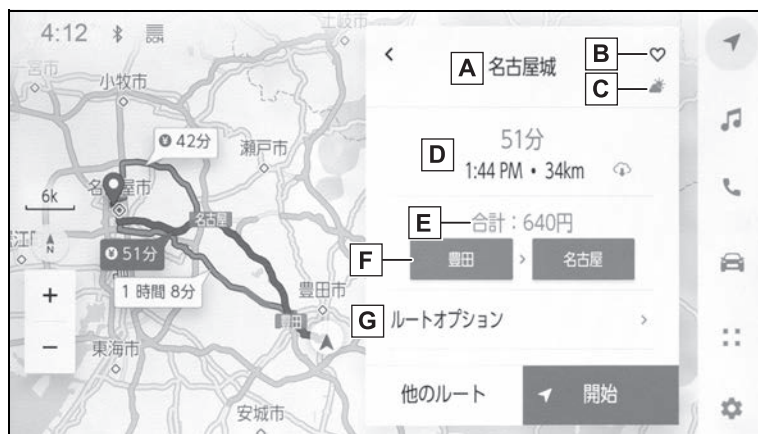 4:12
DCM
土岐市
一宮市
小牧市
¥ 42分
瀬戸市
6k
名古屋市
名古屋
N
¥ 51分
1 時間 8分
豊田市
豊田
+
−
東海市
安城市
A 名古屋城
B
C
D
51分
1:44 PM • 34km
E 合計：640円
F 豊田 > 名古屋
G ルートオプション
他のルート
開始